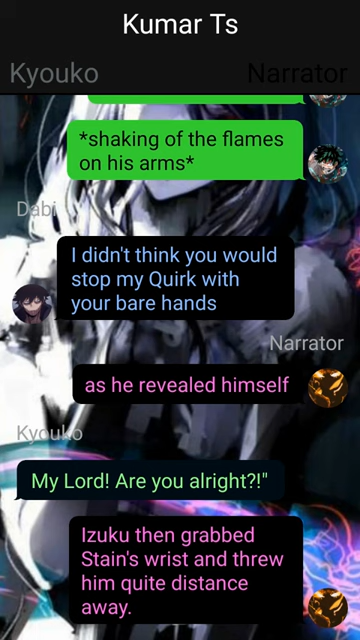 Kumar Ts
Kyouko
Narrator
*shaking of the flames
on his arms*
Dabi
I didn't think you would
stop my Quirk with
your bare hands
Narrator
as he revealed himself
Kyouko
My Lord! Are you alright?!"
Izuku then grabbed
Stain's wrist and threw
him quite distance
away.